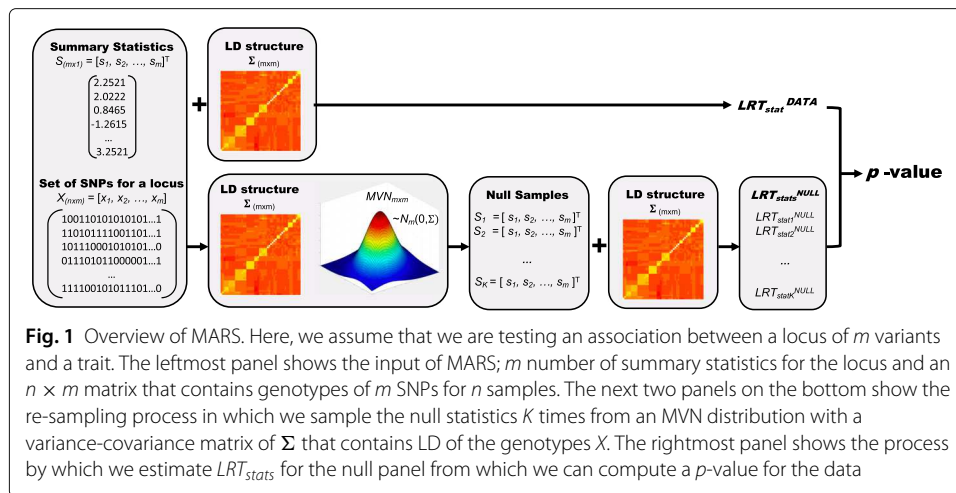 Summary Statistics
S(mx1) = [s1, s2, ..., sm]T
2.2521
2.0222
0.8465
-1.2615
...
3.2521
Set of SNPs for a locus
X(nxm) = [x1, x2, ..., xm]
100110101010101...1
110101111001101...1
101110001010101...0
011101011000001...1
...
111100101011101...0
+
LD structure
Σ (mxm)
LRTstat DATA
p -value
LD structure
Σ (mxm)
MVNmxm
~Nm(0,Σ)
Null Samples
S1 = [ s1, s2, ..., sm ]T
S2 = [ s1, s2, ..., sm ]T
...
SK = [ s1, s2, ..., sm ]T
+
LD structure
Σ (mxm)
LRTstats NULL
LRTstat1 NULL
LRTstat2 NULL
...
LRTstatK NULL
Fig. 1 Overview of MARS. Here, we assume that we are testing an association between a locus of m variants
and a trait. The leftmost panel shows the input of MARS; m number of summary statistics for the locus and an
n × m matrix that contains genotypes of m SNPs for n samples. The next two panels on the bottom show the
re-sampling process in which we sample the null statistics K times from an MVN distribution with a
variance-covariance matrix of Σ that contains LD of the genotypes X. The rightmost panel shows the process
by which we estimate LRTstats for the null panel from which we can compute a p-value for the data